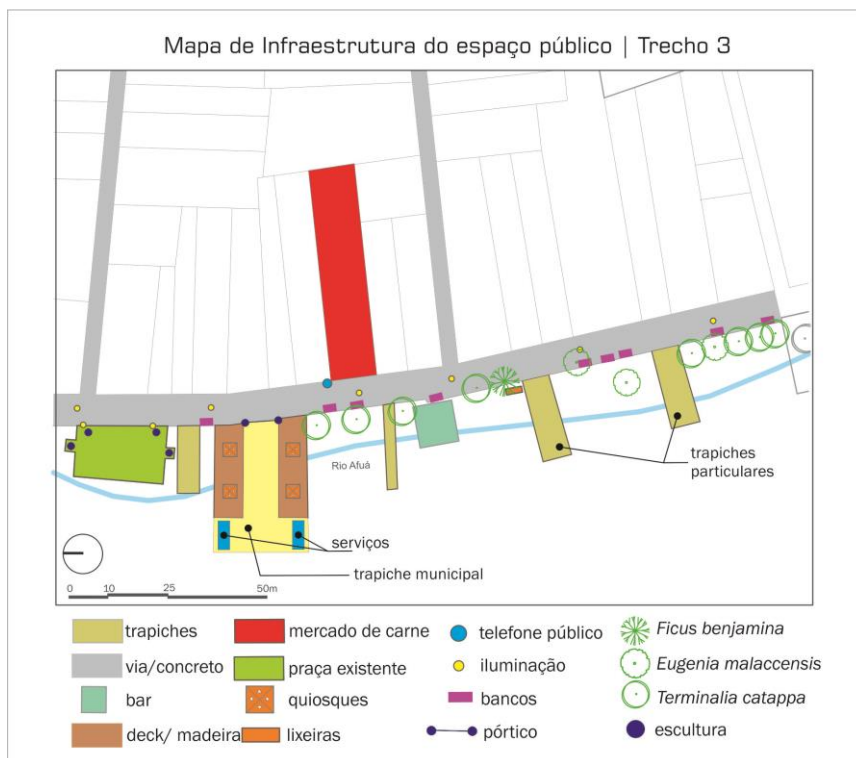 Mapa de Infraestrutura do espaço público | Trecho 3
Rio Afuá
trapiches
particulares
serviços
trapiche municipal
0 10 25 50m
trapiches
mercado de carne
telefone público
Ficus benjamina
via/concreto
praça existente
iluminação
Eugenia malaccensis
bar
quiosques
bancos
Terminalia catappa
deck/ madeira
lixeiras
pórtico
escultura